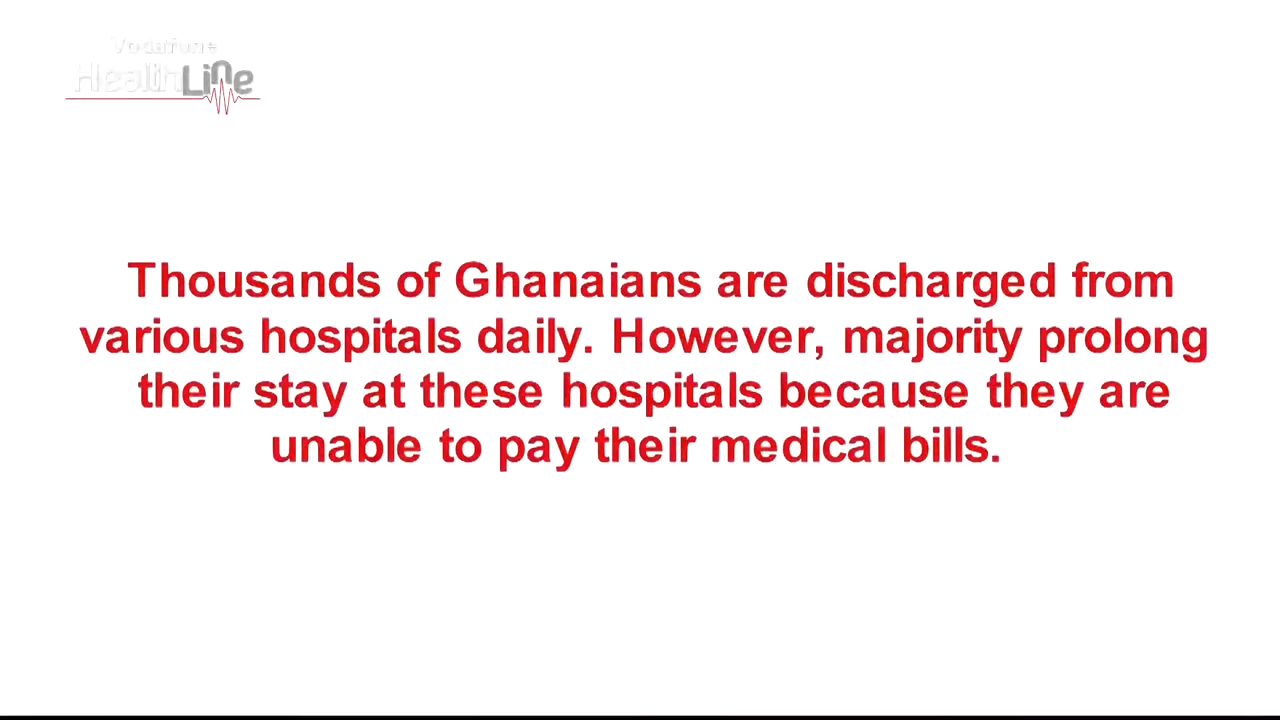 Vodafone
HealthLine
Thousands of Ghanaians are discharged from
various hospitals daily. However, majority prolong
their stay at these hospitals because they are
unable to pay their medical bills.